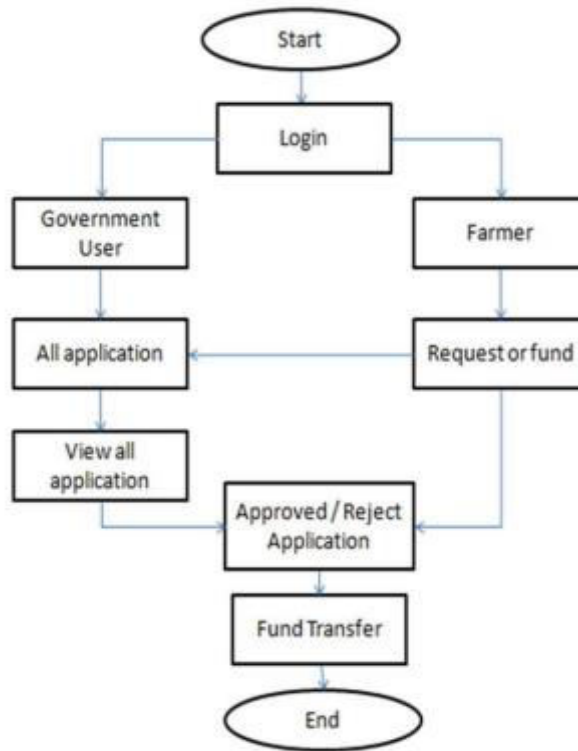 Start
Login
Government
User
Farmer
All application
Request or fund
View all
application
Approved / Reject
Application
Fund Transfer
End